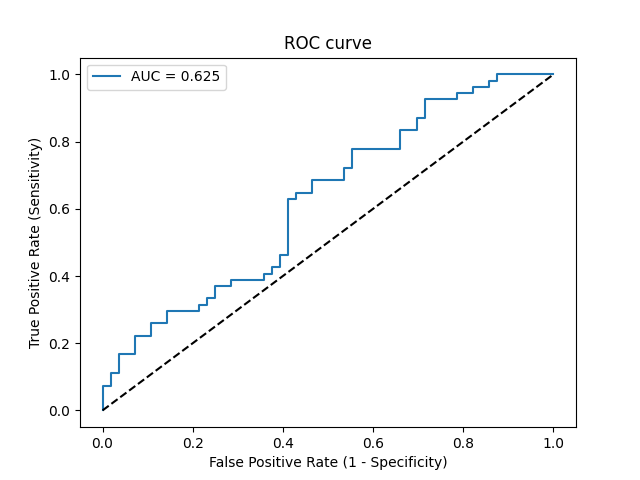 ROC curve
AUC = 0.625
True Positive Rate (Sensitivity)
1.0
0.8
0.6
0.4
0.2
0.0
0.0 0.2 0.4 0.6 0.8 1.0
False Positive Rate (1 - Specificity)